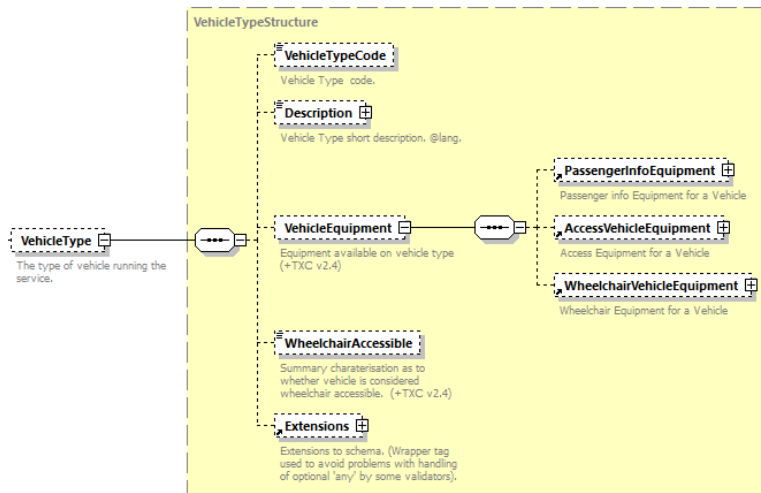 VehicleTypeStructure
VehicleTypeCode
Vehicle Type code.
Description
Vehicle Type short description. @lang.
VehicleType
The type of vehicle running the
service.
VehicleEquipment
Equipment available on vehicle type
(+TXC v2.4)
PassengerInfoEquipment
Passenger info Equipment for a Vehicle
AccessVehicleEquipment
Access Equipment for a Vehicle
WheelchairVehicleEquipment
Wheelchair Equipment for a Vehicle
WheelchairAccessible
Summary charaterisation as to
whether vehicle is considered
wheelchair accessible. (+TXC v2.4)
Extensions
Extensions to schema. (Wrapper tag
used to avoid problems with handling
of optional 'any' by some validators).